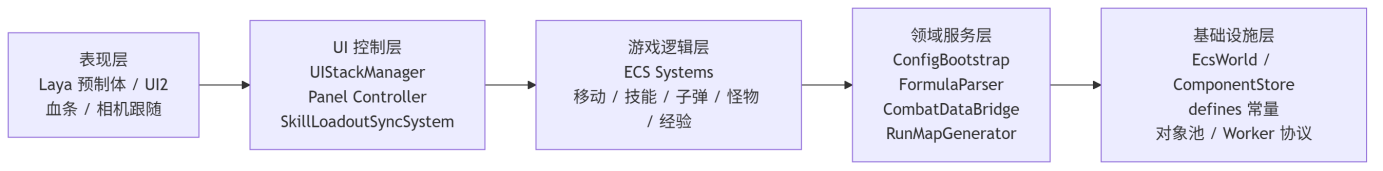 表现层
Laya 预制体 / UI2
血条 / 相机跟随
UI 控制层
UIStackManager
Panel Controller
SkillLoadoutSyncSystem
游戏逻辑层
ECS Systems
移动 / 技能 / 子弹 / 怪物
/ 经验
领域服务层
ConfigBootstrap
FormulaParser
CombatDataBridge
RunMapGenerator
基础设施层
EcsWorld /
ComponentStore
defines 常量
对象池 / Worker 协议